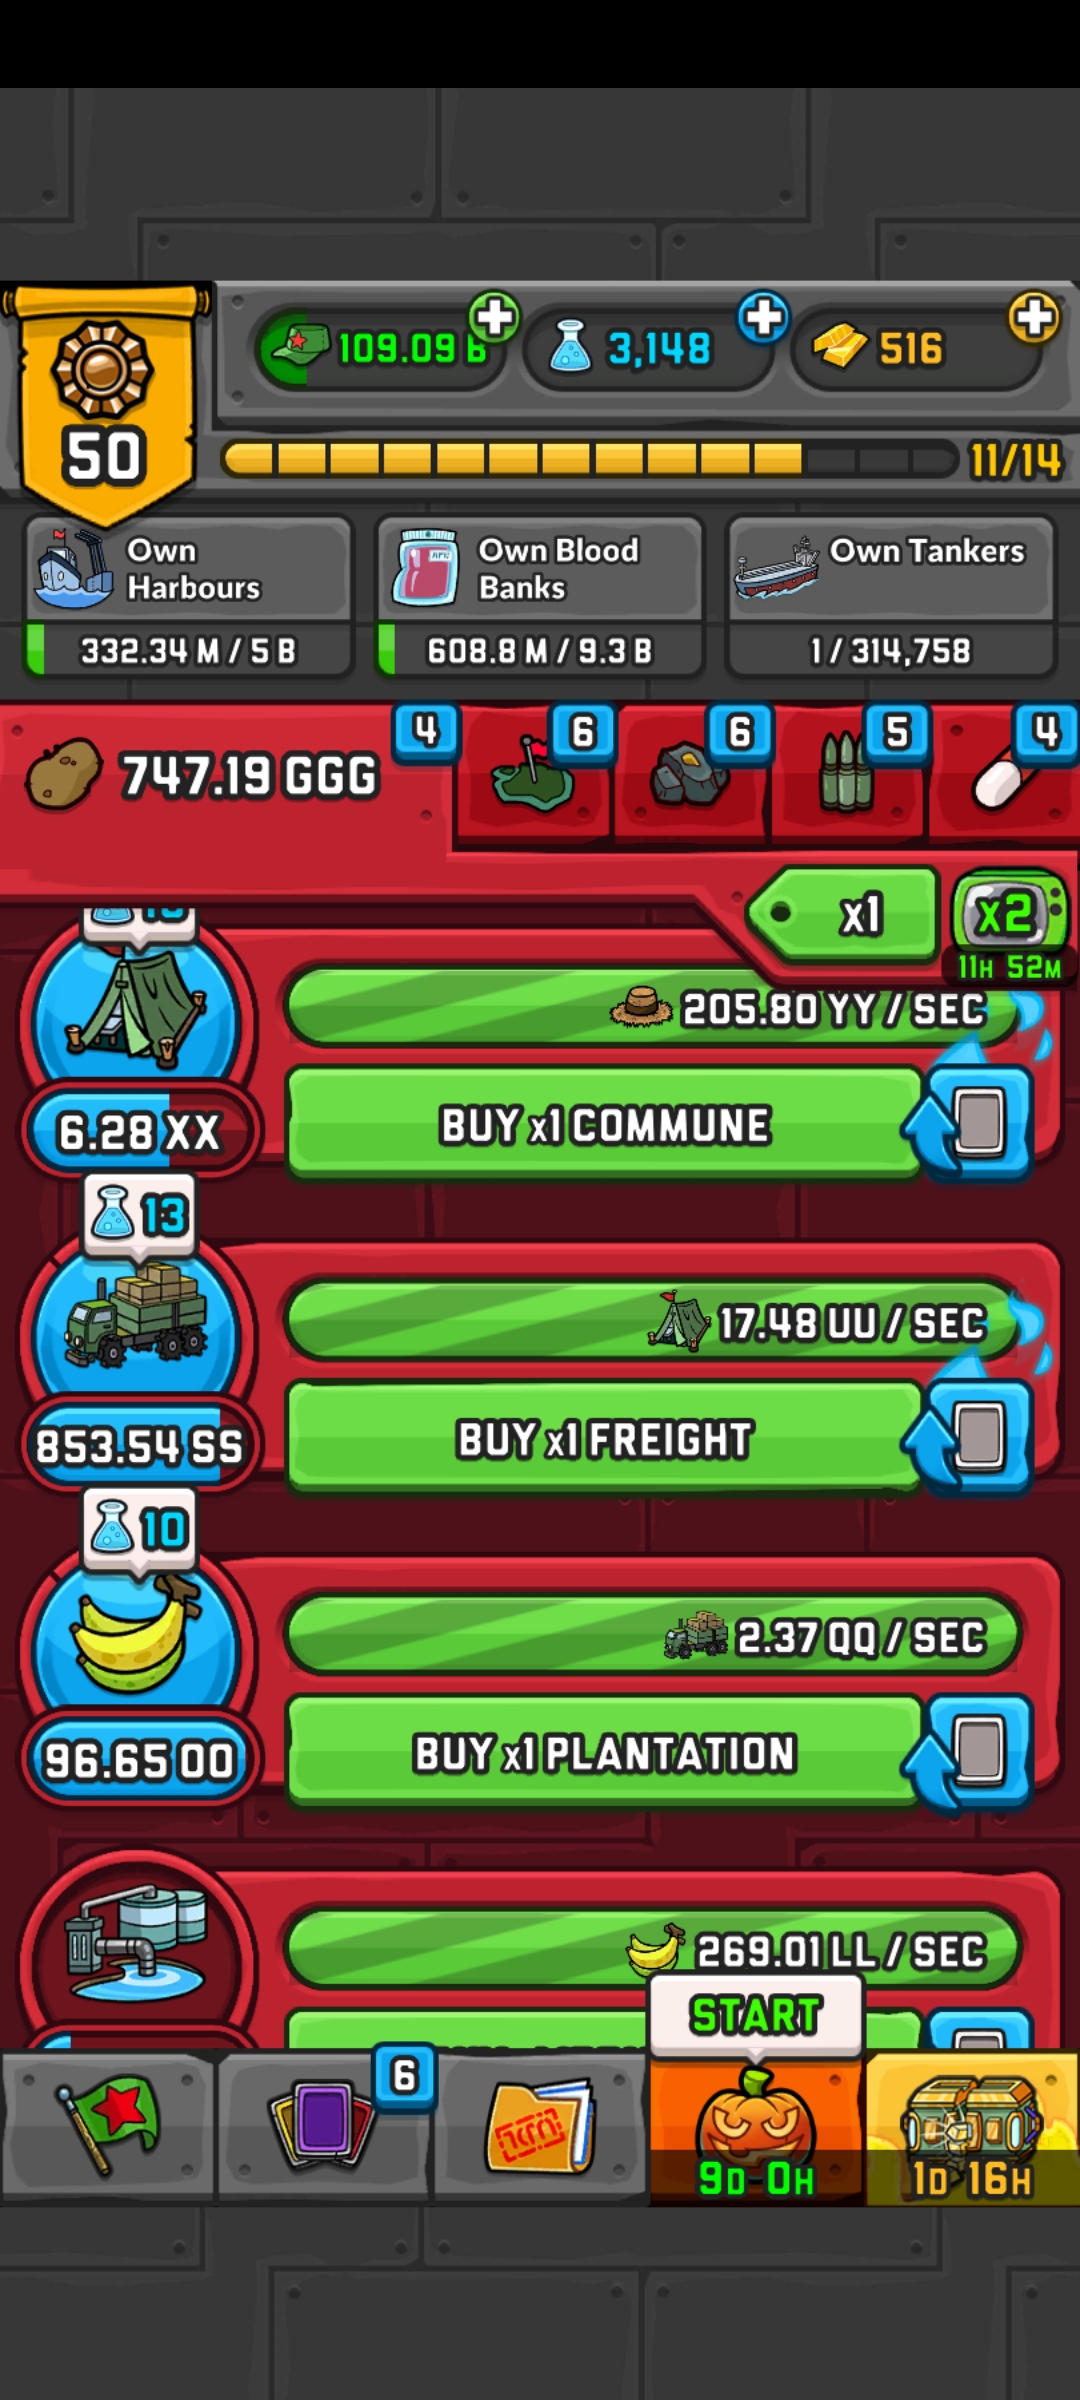 109.09 B
3,148
516
50
11/14
Own
Harbours
332.34 M / 5 B
Own Blood
Banks
608.8 M / 9.3 B
Own Tankers
1 / 314,758
747.19 GGG
4
6
6
5
4
x1
x2
11H 52M
205.80 YY / SEC
6.28 XX
BUY x1 COMMUNE
13
17.48 UU / SEC
853.54 SS
BUY x1 FREIGHT
10
2.37 QQ / SEC
96.65 OO
BUY x1 PLANTATION
269.01 LL / SEC
START
6
9D 0H
1D 16H